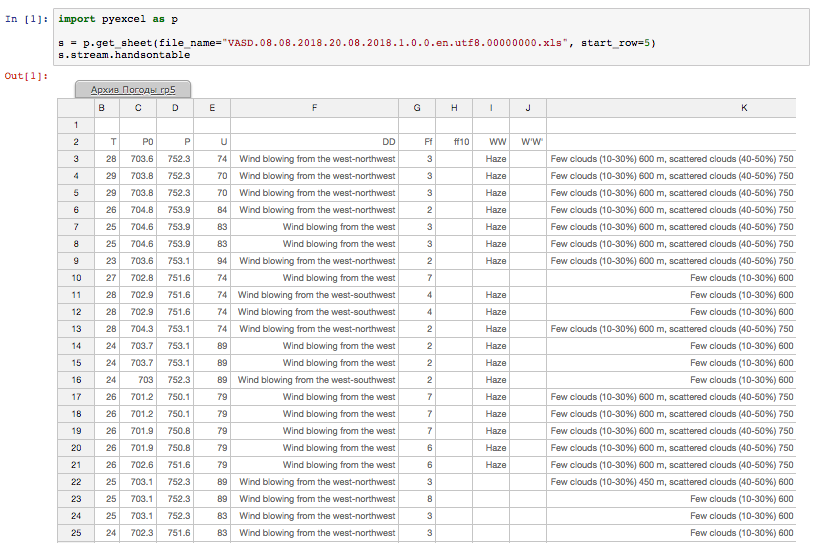 In [1]: import pyexcel as p
s = p.get_sheet(file_name="VASD.08.08.2018.20.08.2018.1.0.0.en.utf8.00000000.xls", start_row=5)
s.stream.handsontable
Out[1]:
Архив Погоды rp5
B C D E F G H I J K
1
2 T P0 P U DD Ff ff10 WW W'W'
3 28 703.6 752.3 74 Wind blowing from the west-northwest 3 Haze Few clouds (10-30%) 600 m, scattered clouds (40-50%) 750
4 29 703.8 752.3 70 Wind blowing from the west-northwest 3 Haze Few clouds (10-30%) 600 m, scattered clouds (40-50%) 750
5 29 703.8 752.3 70 Wind blowing from the west-northwest 3 Haze Few clouds (10-30%) 600 m, scattered clouds (40-50%) 750
6 26 704.8 753.9 84 Wind blowing from the west-northwest 2 Haze Few clouds (10-30%) 600 m, scattered clouds (40-50%) 750
7 25 704.6 753.9 83 Wind blowing from the west 3 Haze Few clouds (10-30%) 600 m, scattered clouds (40-50%) 750
8 25 704.6 753.9 83 Wind blowing from the west 3 Haze Few clouds (10-30%) 600 m, scattered clouds (40-50%) 750
9 23 703.6 753.1 94 Wind blowing from the west-northwest 2 Haze Few clouds (10-30%) 600 m, scattered clouds (40-50%) 750
10 27 702.8 751.6 74 Wind blowing from the west 7 Few clouds (10-30%) 600
11 28 702.9 751.6 74 Wind blowing from the west-southwest 4 Haze Few clouds (10-30%) 600
12 28 702.9 751.6 74 Wind blowing from the west-southwest 4 Haze Few clouds (10-30%) 600
13 28 704.3 753.1 74 Wind blowing from the west-northwest 2 Haze Few clouds (10-30%) 600 m, scattered clouds (40-50%) 750
14 24 703.7 753.1 89 Wind blowing from the west 2 Haze Few clouds (10-30%) 600
15 24 703.7 753.1 89 Wind blowing from the west 2 Haze Few clouds (10-30%) 600
16 24 703 752.3 89 Wind blowing from the west-southwest 2 Haze Few clouds (10-30%) 600
17 26 701.2 750.1 79 Wind blowing from the west 7 Haze Few clouds (10-30%) 600 m, scattered clouds (40-50%) 750
18 26 701.2 750.1 79 Wind blowing from the west 7 Haze Few clouds (10-30%) 600 m, scattered clouds (40-50%) 750
19 26 701.9 750.8 79 Wind blowing from the west 7 Haze Few clouds (10-30%) 600 m, scattered clouds (40-50%) 750
20 26 701.9 750.8 79 Wind blowing from the west 6 Haze Few clouds (10-30%) 600 m, scattered clouds (40-50%) 750
21 26 702.6 751.6 79 Wind blowing from the west 6 Haze Few clouds (10-30%) 600 m, scattered clouds (40-50%) 750
22 25 703.1 752.3 89 Wind blowing from the west-northwest 3 Few clouds (10-30%) 450 m, scattered clouds (40-50%) 600
23 25 703.1 752.3 89 Wind blowing from the west-northwest 8 Few clouds (10-30%) 600
24 25 703.1 752.3 83 Wind blowing from the west-northwest 3 Few clouds (10-30%) 600
25 24 702.3 751.6 83 Wind blowing from the west-northwest 3 Few clouds (10-30%) 600